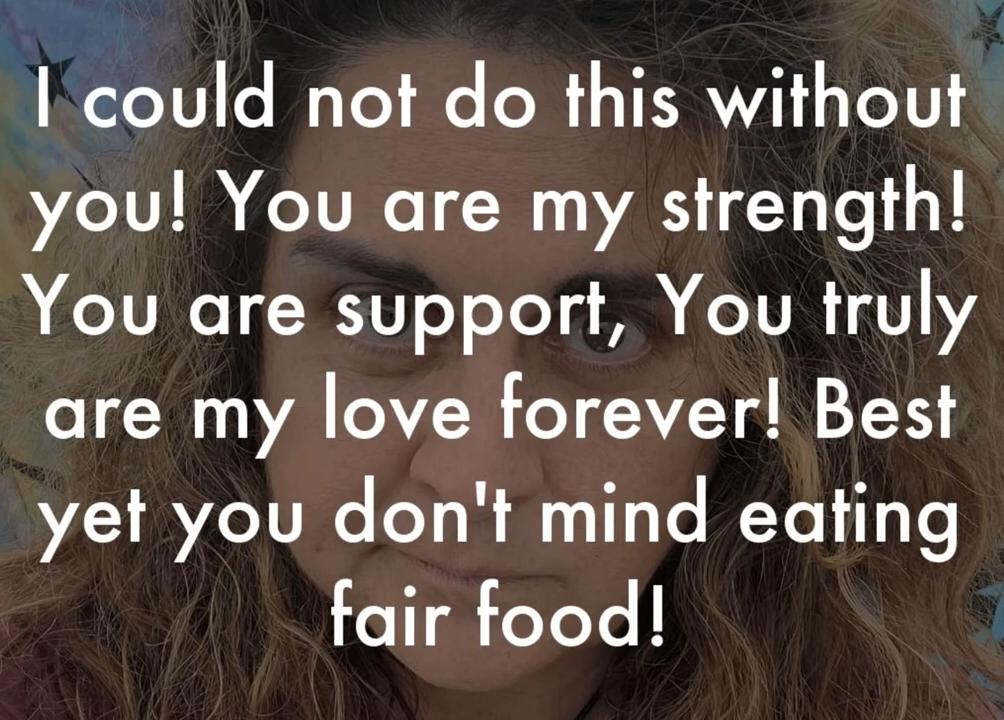 I could not do this without
you! You are my strength!
You are support, You truly
are my love forever! Best
yet you don't mind eating
fair food!